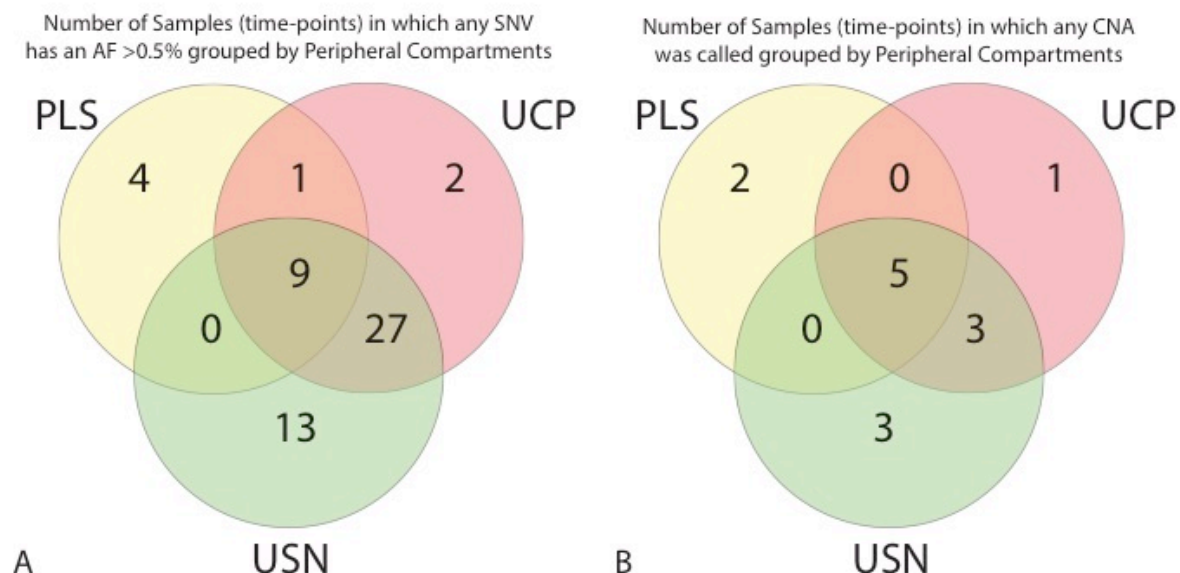 Number of Samples (time-points) in which any SNV
has an AF >0.5% grouped by Peripheral Compartments
PLS
UCP
4
1
2
9
0
27
13
A
USN
Number of Samples (time-points) in which any CNA
was called grouped by Peripheral Compartments
PLS
UCP
2
0
1
5
0
3
3
B
USN